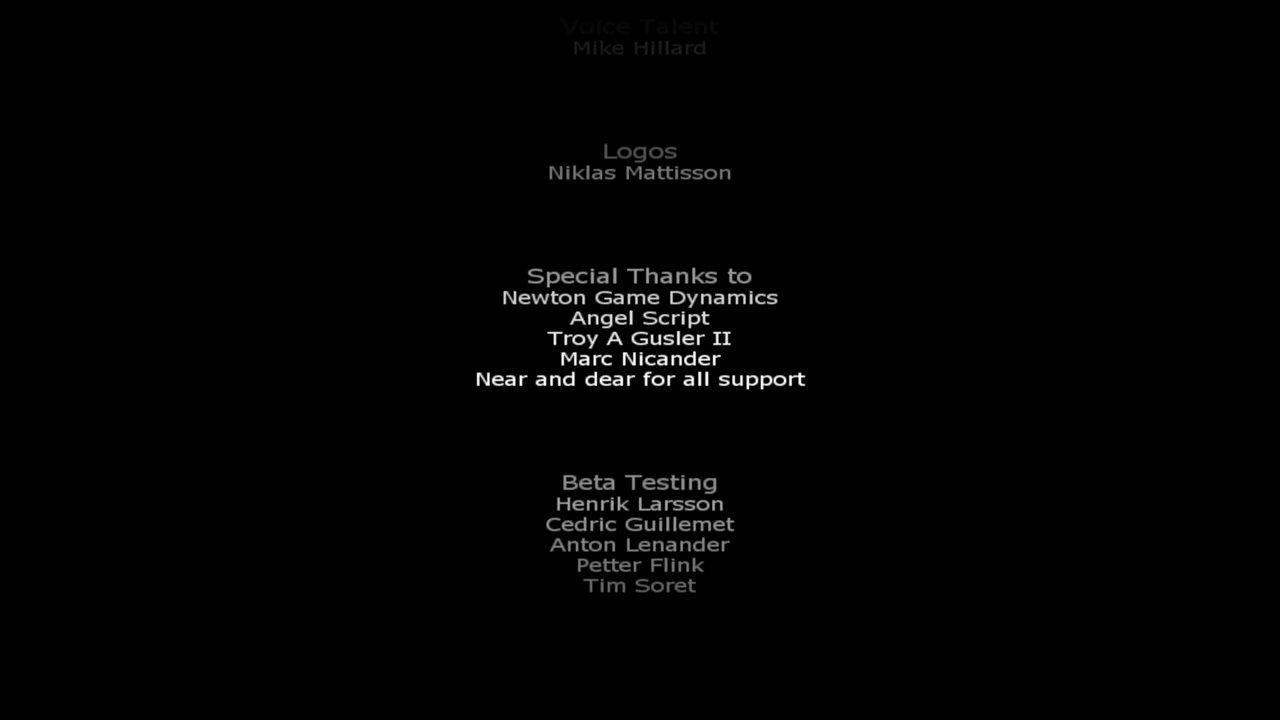 Voice Talent
Mike Hillard
Logos
Niklas Mattisson
Special Thanks to
Newton Game Dynamics
Angel Script
Troy A Gusler II
Marc Nicander
Near and dear for all support
Beta Testing
Henrik Larsson
Cedric Guillemet
Anton Lenander
Petter Flink
Tim Soret